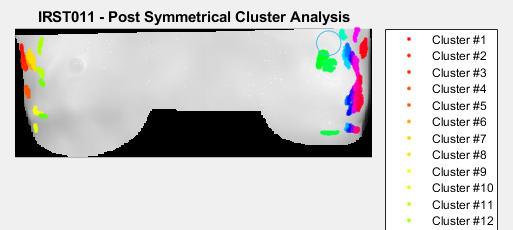 IRST011 - Post Symmetrical Cluster Analysis
Cluster #1
Cluster #2
Cluster #3
Cluster #4
Cluster #5
Cluster #6
Cluster #7
Cluster #8
Cluster #9
Cluster #10
Cluster #11
Cluster #12